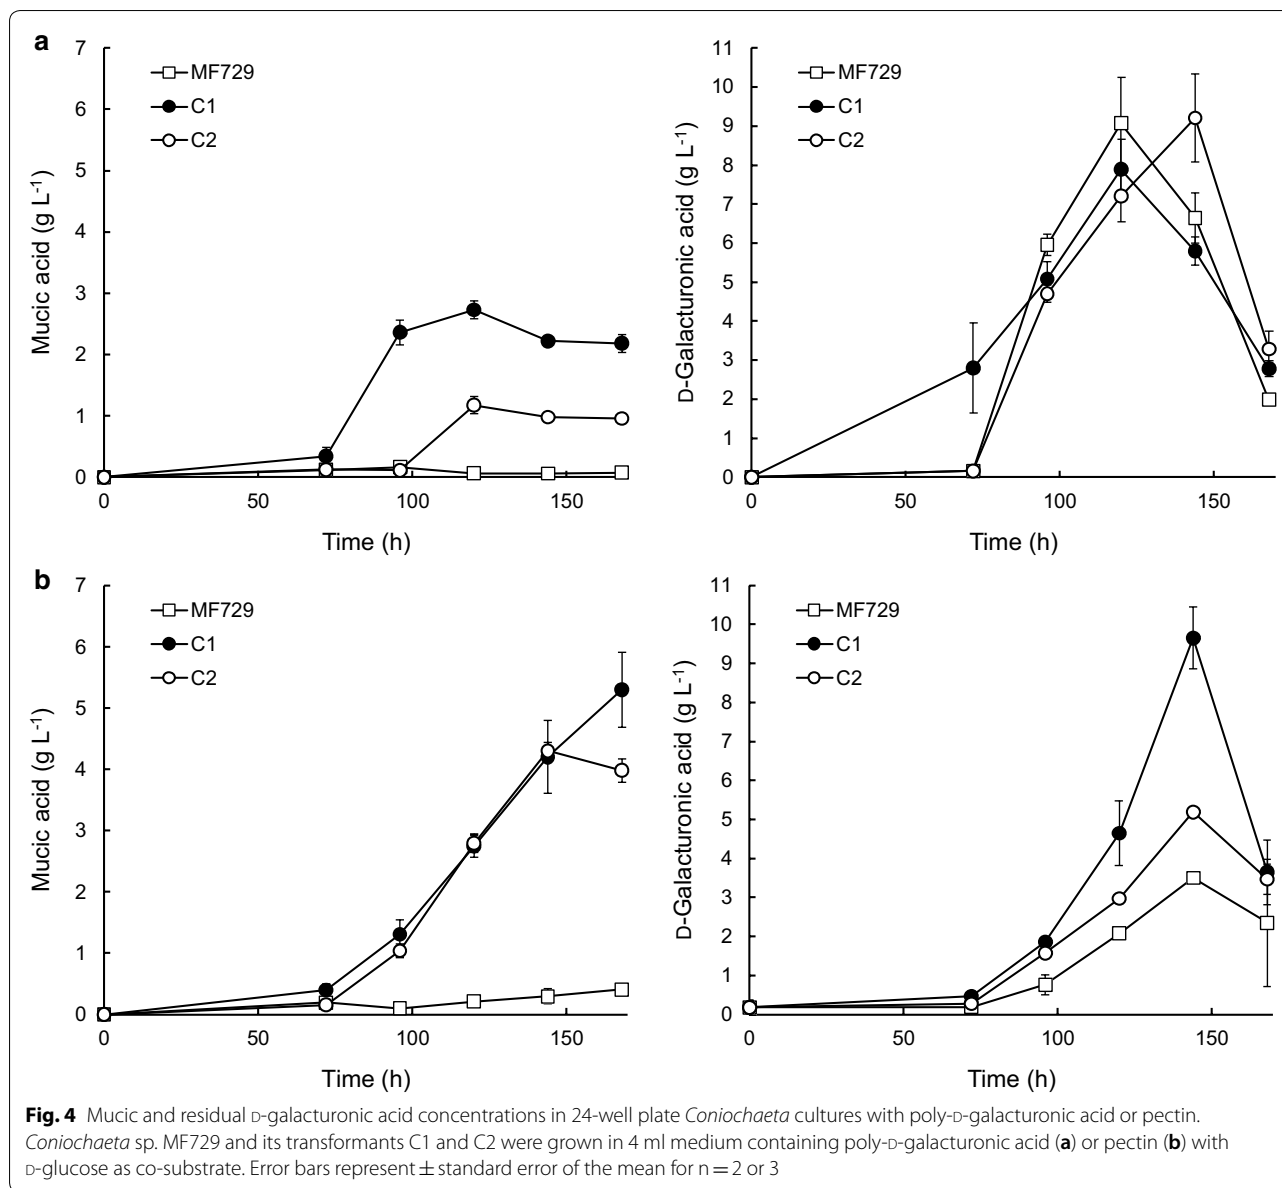 a
7
6
5
4
3
2
1
0
Mucic acid (g L-1)
MF729
C1
C2
0 50 100 150
Time (h)
11
10
9
8
7
6
5
4
3
2
1
0
D-Galacturonic acid (g L-1)
MF729
C1
C2
0 50 100 150
Time (h)
b
7
6
5
4
3
2
1
0
Mucic acid (g L-1)
MF729
C1
C2
0 50 100 150
Time (h)
11
10
9
8
7
6
5
4
3
2
1
0
D-Galacturonic acid (g L-1)
MF729
C1
C2
0 50 100 150
Time (h)
Fig. 4 Mucic and residual D-galacturonic acid concentrations in 24-well plate Coniochaeta cultures with poly-D-galacturonic acid or pectin.
Coniochaeta sp. MF729 and its transformants C1 and C2 were grown in 4 ml medium containing poly-D-galacturonic acid (a) or pectin (b) with
D-glucose as co-substrate. Error bars represent ± standard error of the mean for n = 2 or 3